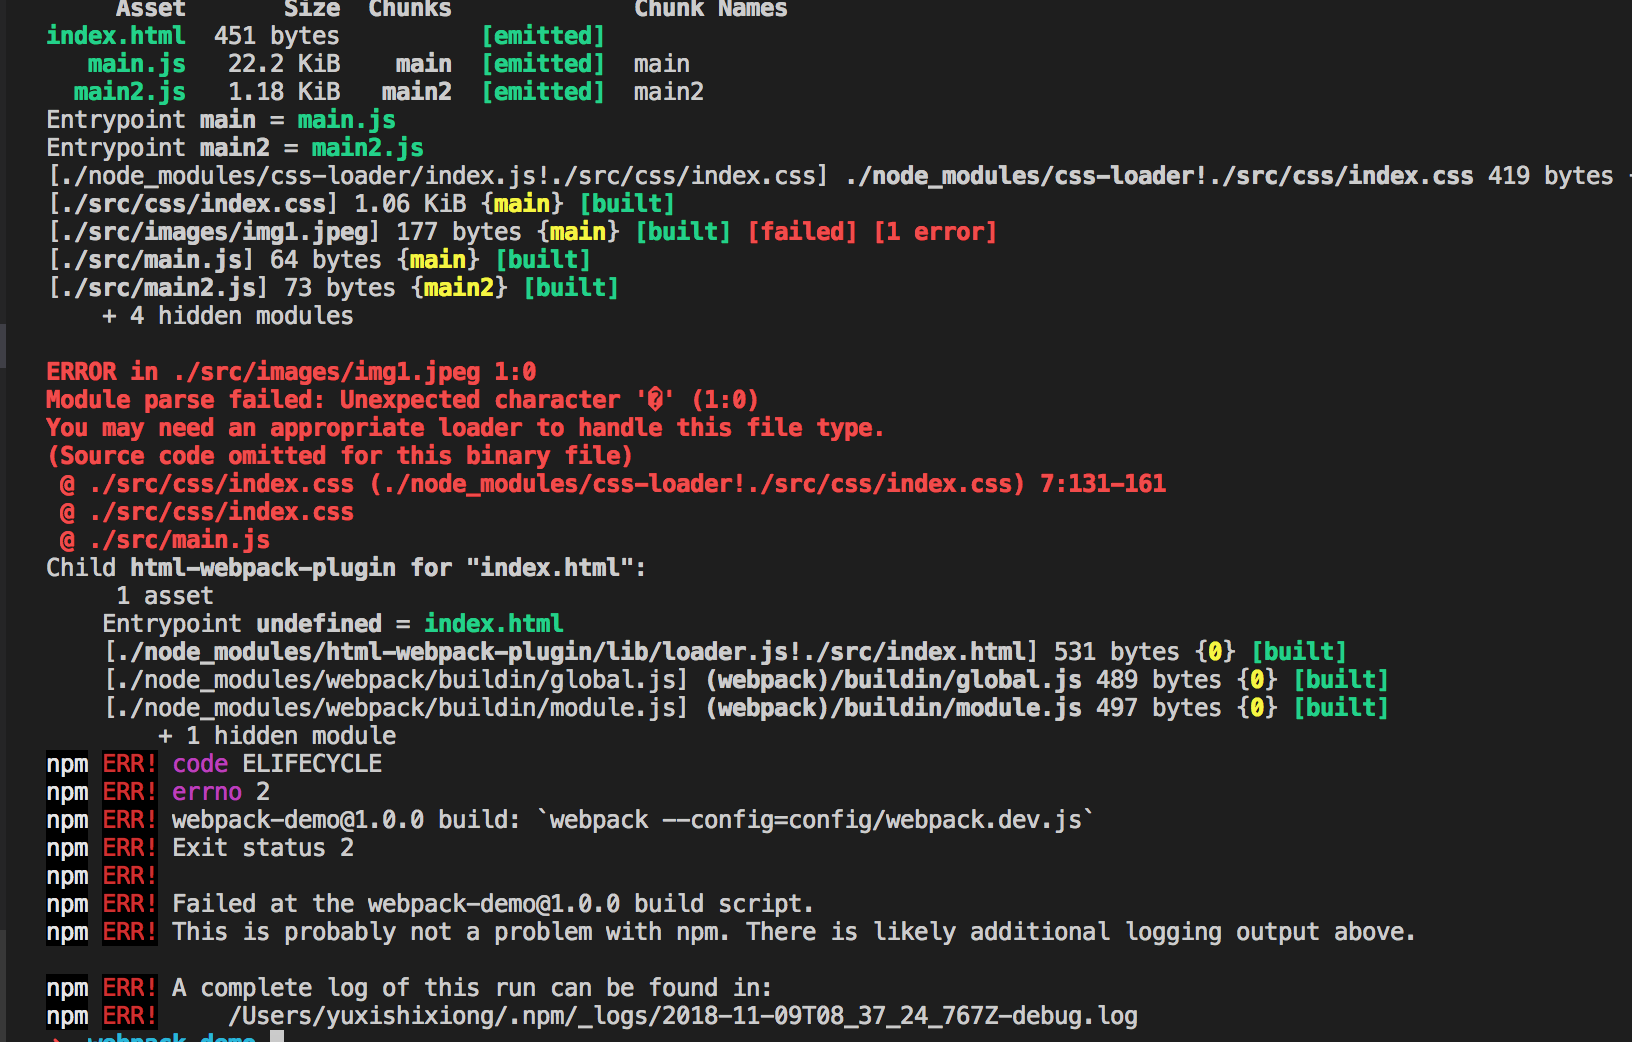 Asset Size Chunks Chunk Names
index.html 451 bytes [emitted]
main.js 22.2 KiB main [emitted] main
main2.js 1.18 KiB main2 [emitted] main2
Entrypoint main = main.js
Entrypoint main2 = main2.js
[./node_modules/css-loader/index.js!./src/css/index.css] ./node_modules/css-loader!./src/css/index.css 419 bytes
[./src/css/index.css] 1.06 KiB {main} [built]
[./src/images/img1.jpeg] 177 bytes {main} [built] [failed] [1 error]
[./src/main.js] 64 bytes {main} [built]
[./src/main2.js] 73 bytes {main2} [built]
+ 4 hidden modules
ERROR in ./src/images/img1.jpeg 1:0
Module parse failed: Unexpected character '�' (1:0)
You may need an appropriate loader to handle this file type.
(Source code omitted for this binary file)
@ ./src/css/index.css (./node_modules/css-loader!./src/css/index.css) 7:131-161
@ ./src/css/index.css
@ ./src/main.js
Child html-webpack-plugin for "index.html":
1 asset
Entrypoint undefined = index.html
[./node_modules/html-webpack-plugin/lib/loader.js!./src/index.html] 531 bytes {0} [built]
[./node_modules/webpack/buildin/global.js] (webpack)/buildin/global.js 489 bytes {0} [built]
[./node_modules/webpack/buildin/module.js] (webpack)/buildin/module.js 497 bytes {0} [built]
+ 1 hidden module
npm ERR! code ELIFECYCLE
npm ERR! errno 2
npm ERR! webpack-demo@1.0.0 build: `webpack --config=config/webpack.dev.js`
npm ERR! Exit status 2
npm ERR!
npm ERR! Failed at the webpack-demo@1.0.0 build script.
npm ERR! This is probably not a problem with npm. There is likely additional logging output above.
npm ERR! A complete log of this run can be found in:
npm ERR! /Users/yuxishixiong/.npm/_logs/2018-11-09T08_37_24_767Z-debug.log
webpack-demo